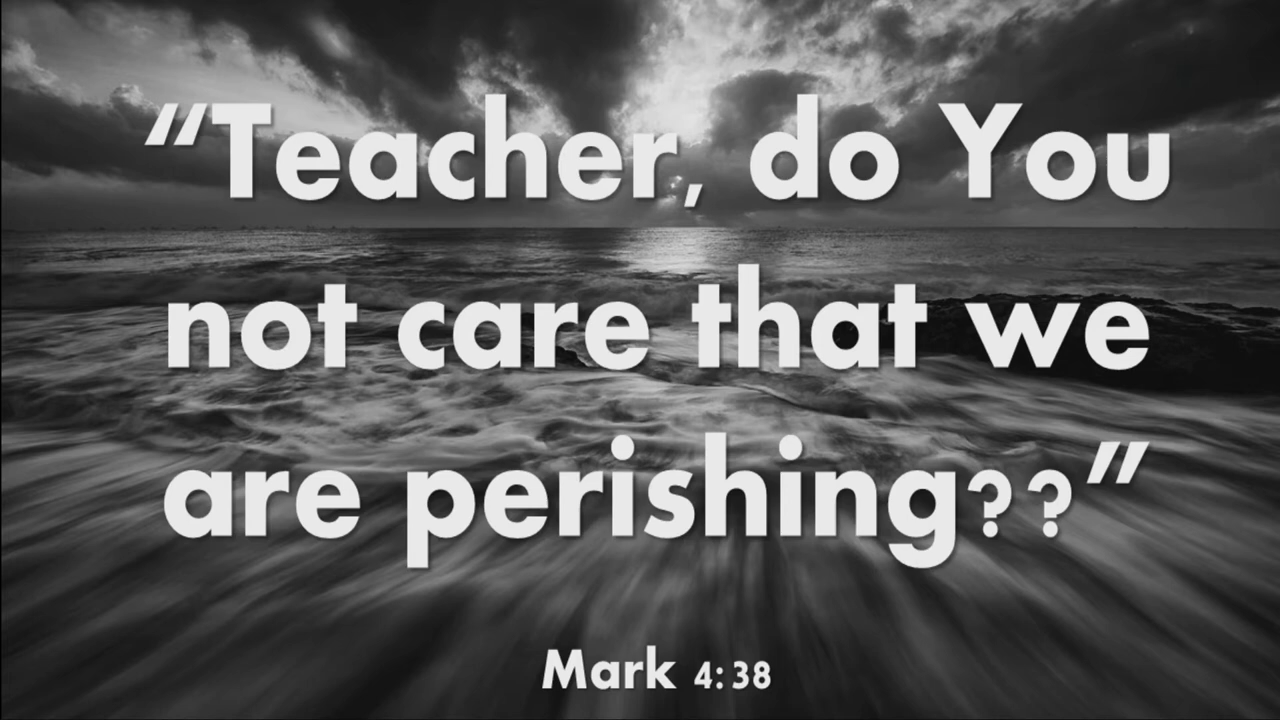 “Teacher, do You
not care that we
are perishing??”
Mark 4:38